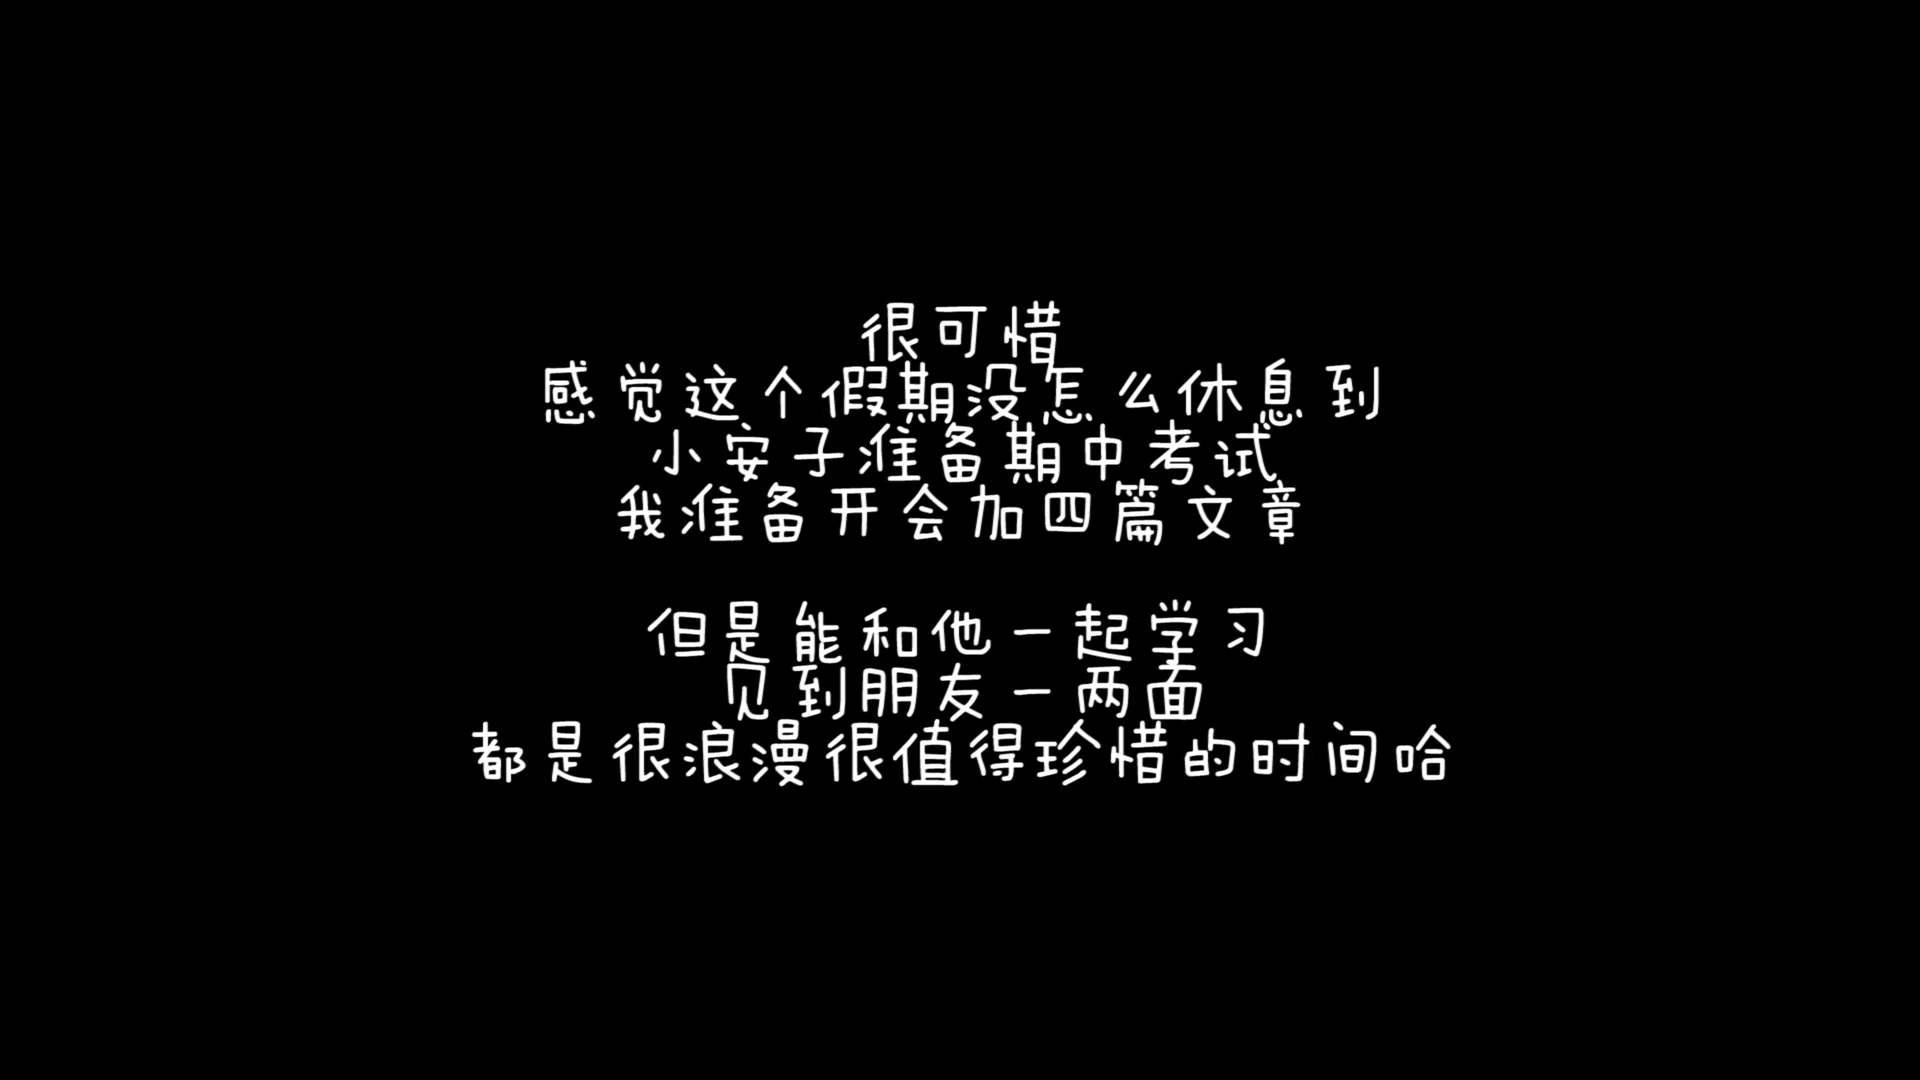 很可惜
感觉这个假期没怎么休息到
小安子准备期中考试
我准备开会加四篇文章
但是能和他一起学习
见到朋友一两面
都是很浪漫很值得珍惜的时间哈